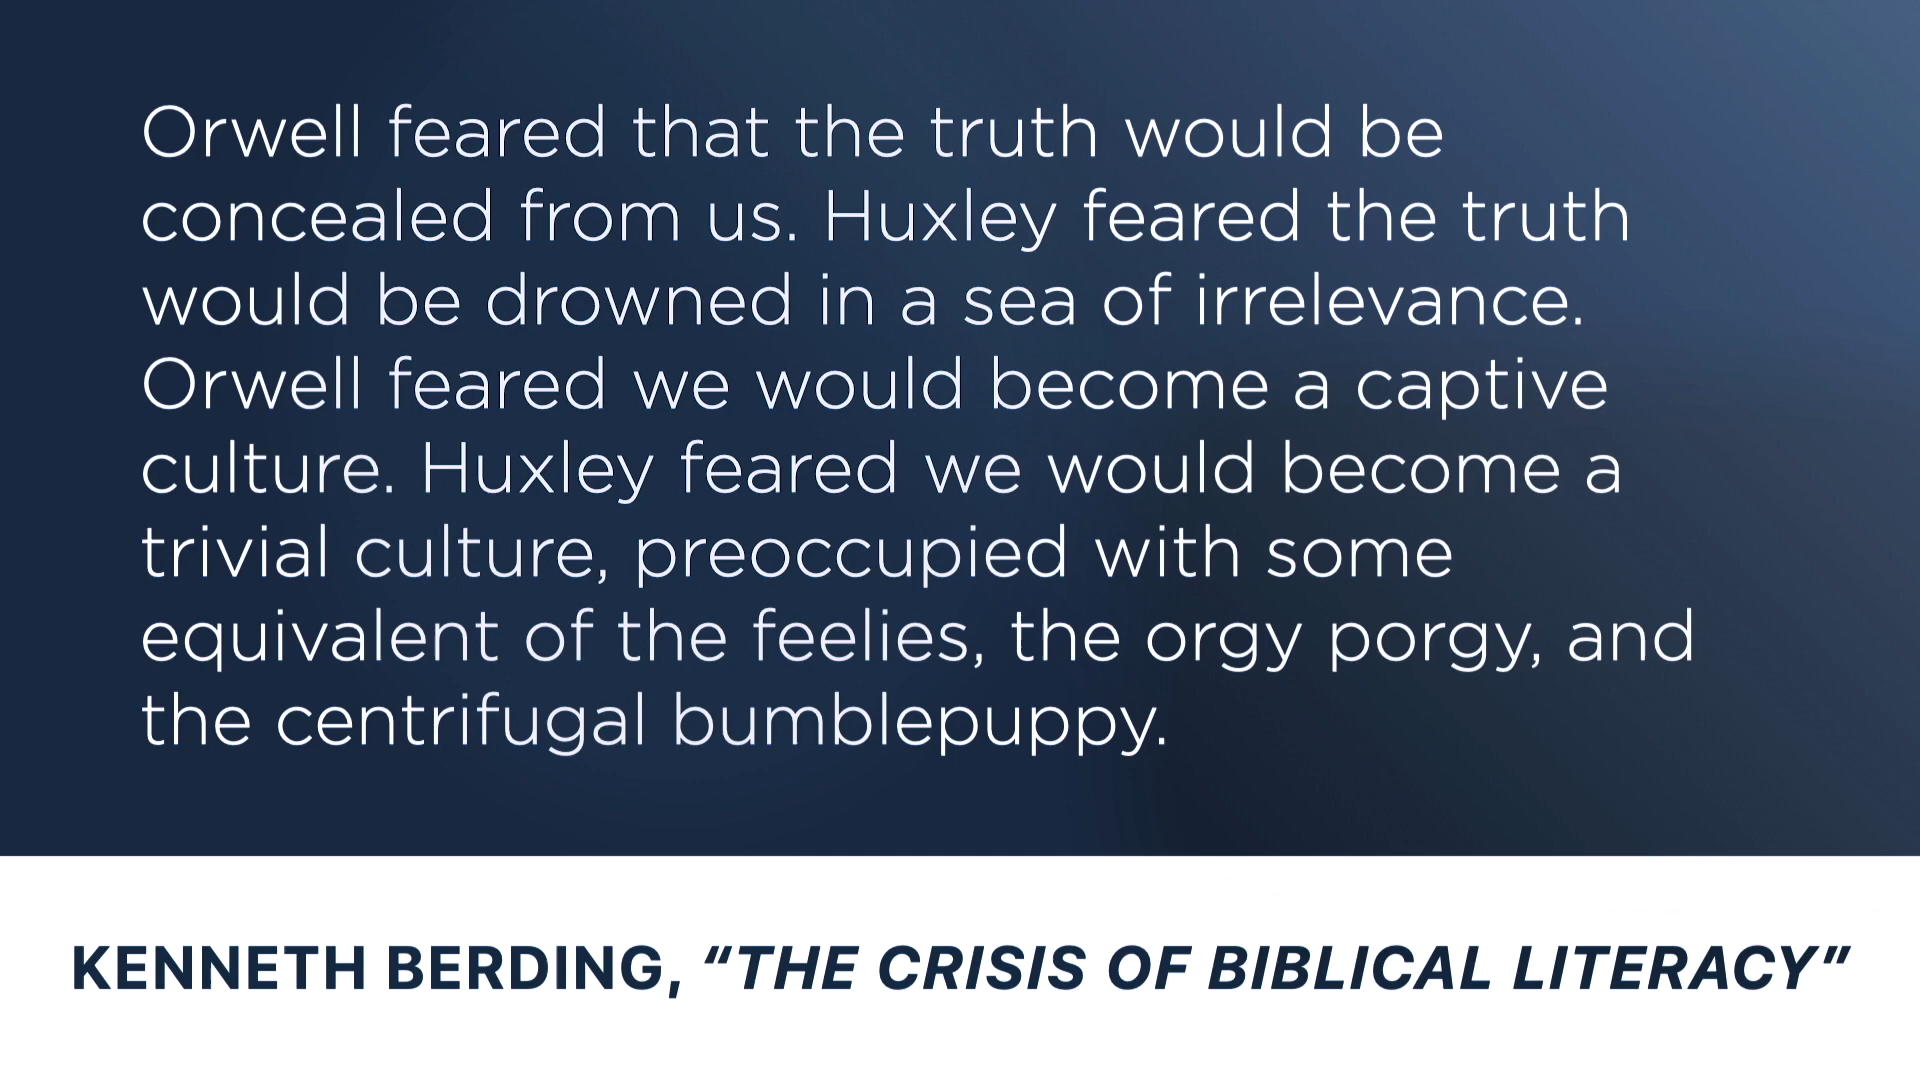 Orwell feared that the truth would be
concealed from us. Huxley feared the truth
would be drowned in a sea of irrelevance.
Orwell feared we would become a captive
culture. Huxley feared we would become a
trivial culture, preoccupied with some
equivalent of the feelies, the orgy porgy, and
the centrifugal bumblepuppy.
KENNETH BERDING, “THE CRISIS OF BIBLICAL LITERACY”